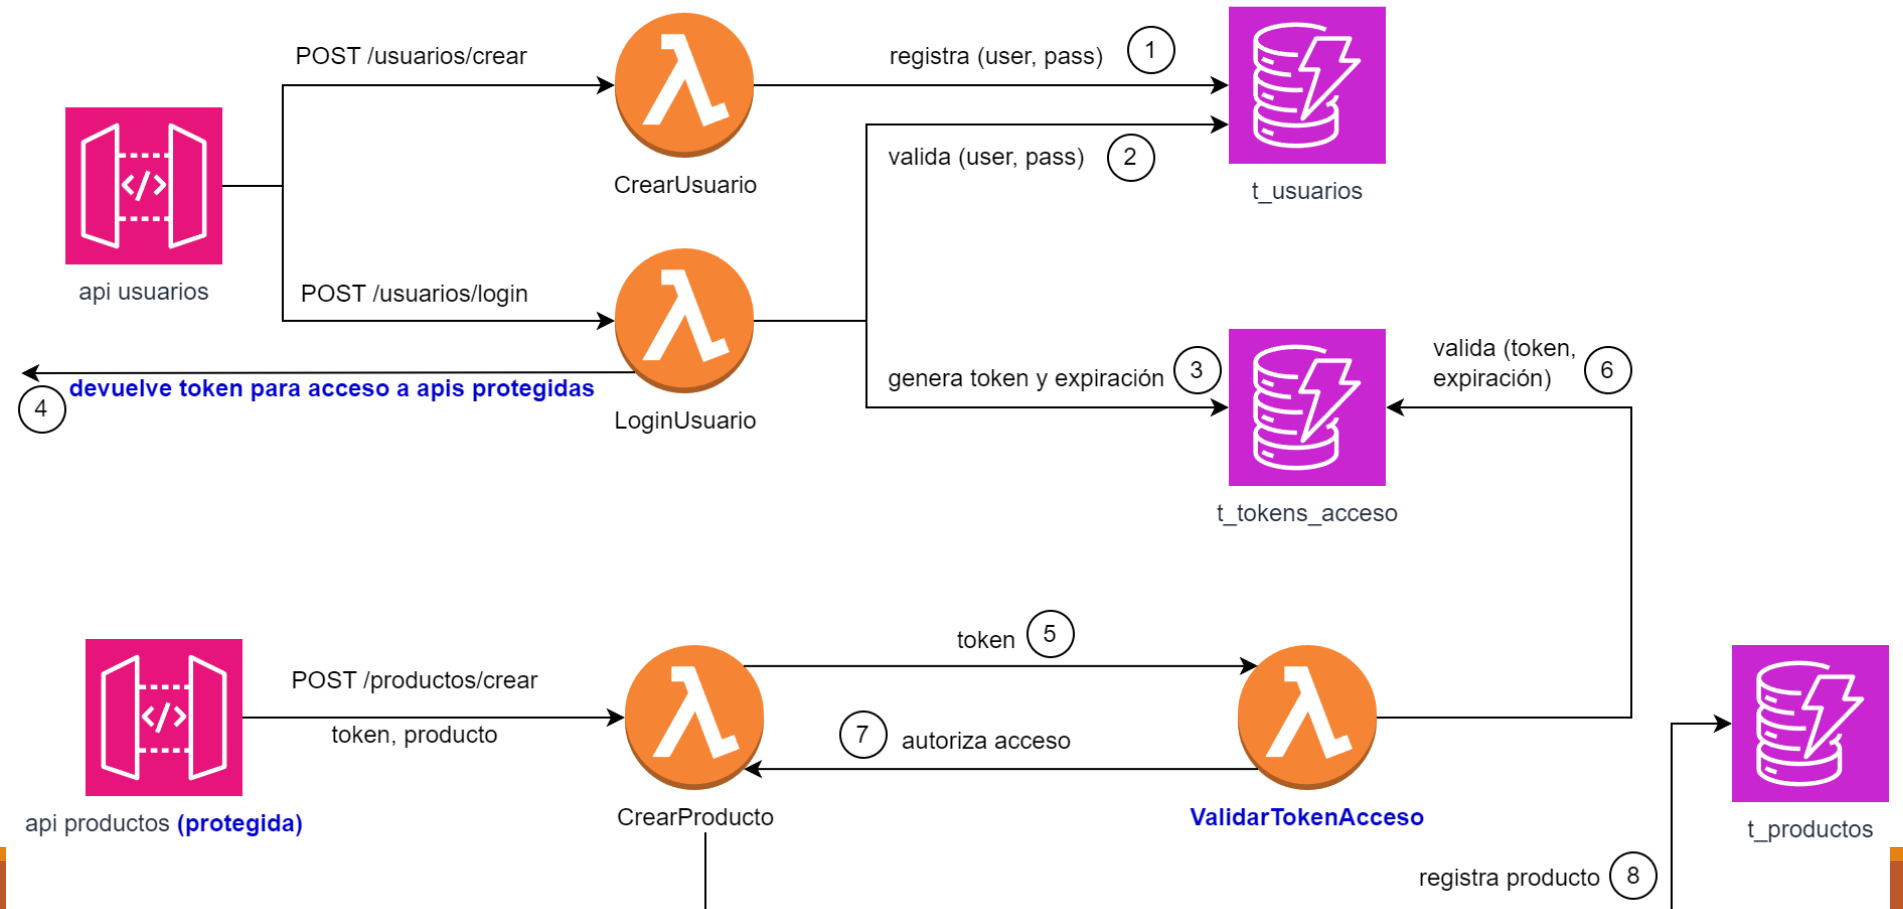 POST /usuarios/crear
registra (user, pass)
1
valida (user, pass)
2
CrearUsuario
t_usuarios
api usuarios
POST /usuarios/login
genera token y expiración
3
valida (token,
expiración)
6
devuelve token para acceso a apis protegidas
4
LoginUsuario
t_tokens_acceso
token
5
POST /productos/crear
token, producto
7
autoriza acceso
api productos (protegida)
CrearProducto
ValidarTokenAcceso
t_productos
registra producto
8